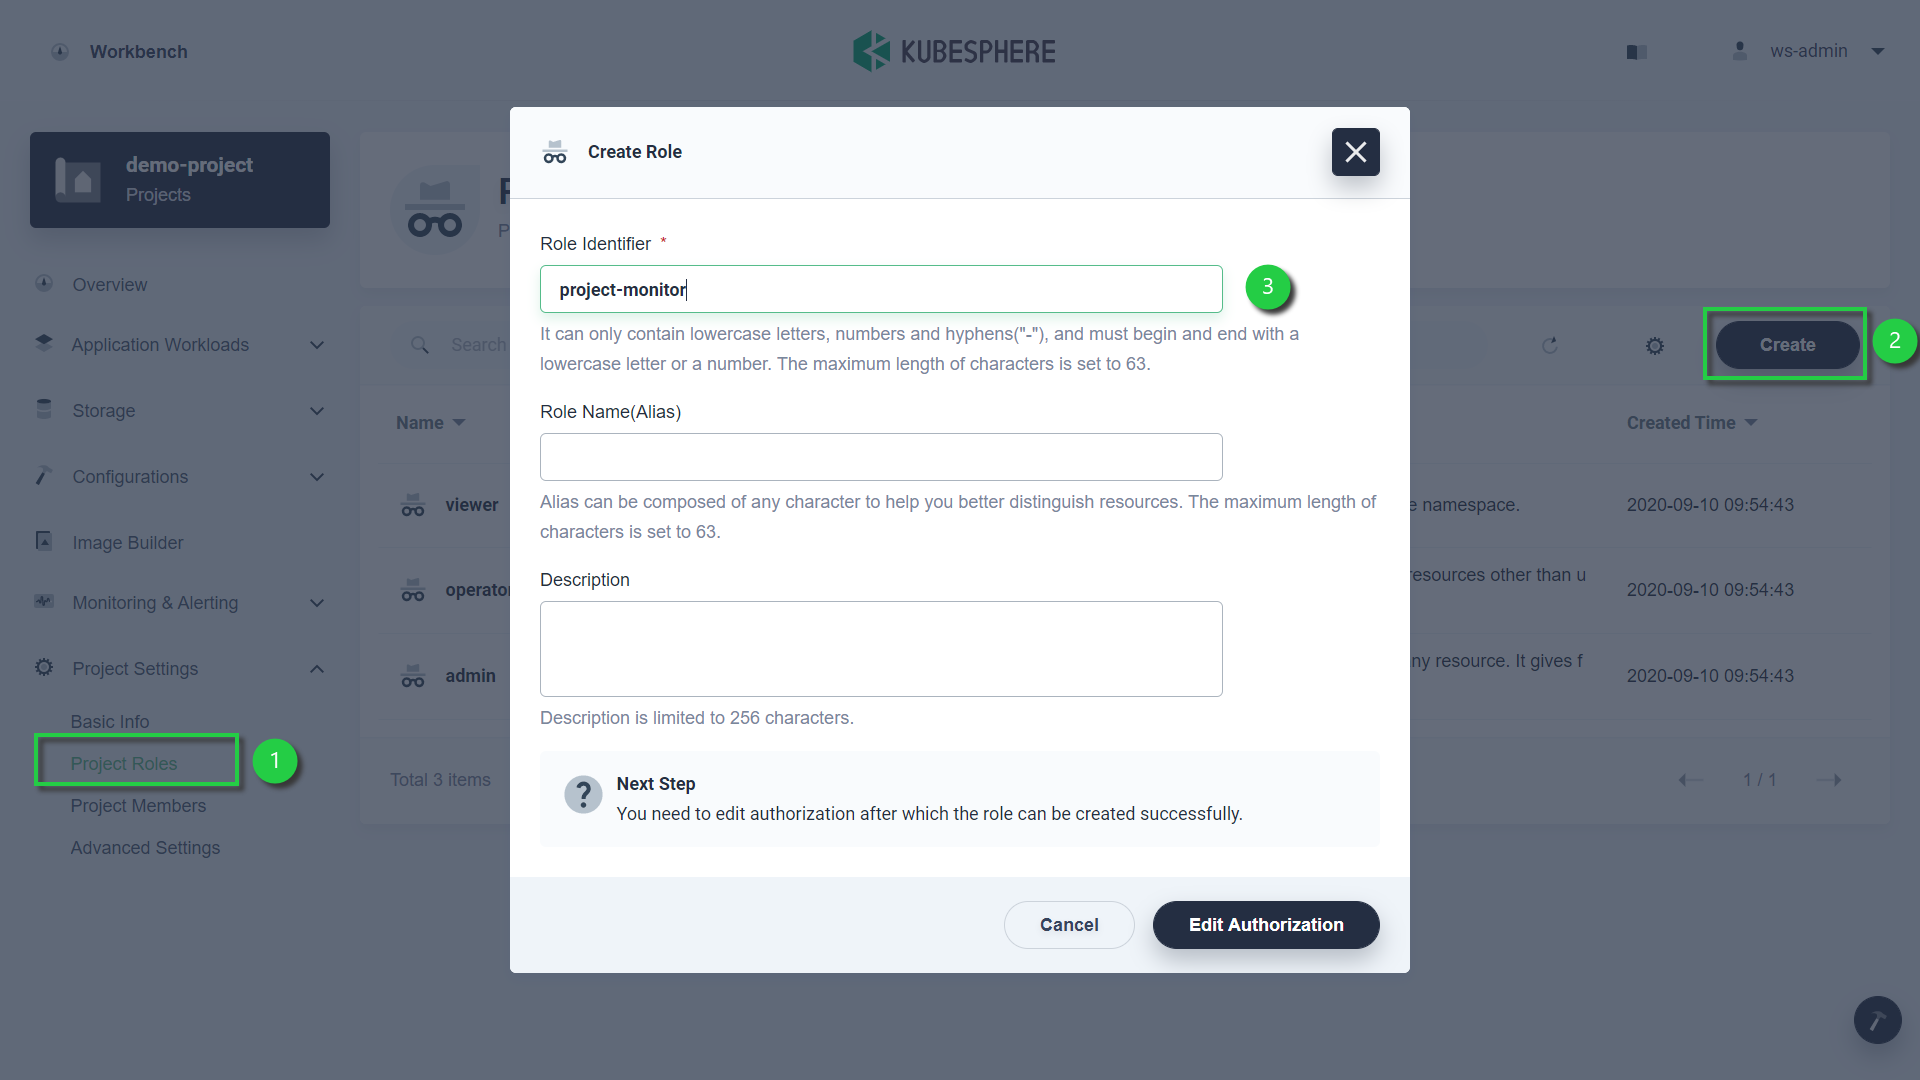 Workbench
KUBESPHERE
ws-admin
demo-project
Projects
Overview
Application Workloads
Storage
Configurations
Image Builder
Monitoring & Alerting
Project Settings
Basic Info
Project Roles
1
Project Members
Advanced Settings
Search
Create
2
Name
Created Time
viewer
e namespace.
2020-09-10 09:54:43
operator
resources other than u
2020-09-10 09:54:43
admin
ny resource. It gives f
2020-09-10 09:54:43
Total 3 items
1 / 1
Create Role
Role Identifier *
project-monitor
3
It can only contain lowercase letters, numbers and hyphens("-"), and must begin and end with a
lowercase letter or a number. The maximum length of characters is set to 63.
Role Name(Alias)
Alias can be composed of any character to help you better distinguish resources. The maximum length of
characters is set to 63.
Description
Description is limited to 256 characters.
?
Next Step
You need to edit authorization after which the role can be created successfully.
Cancel
Edit Authorization